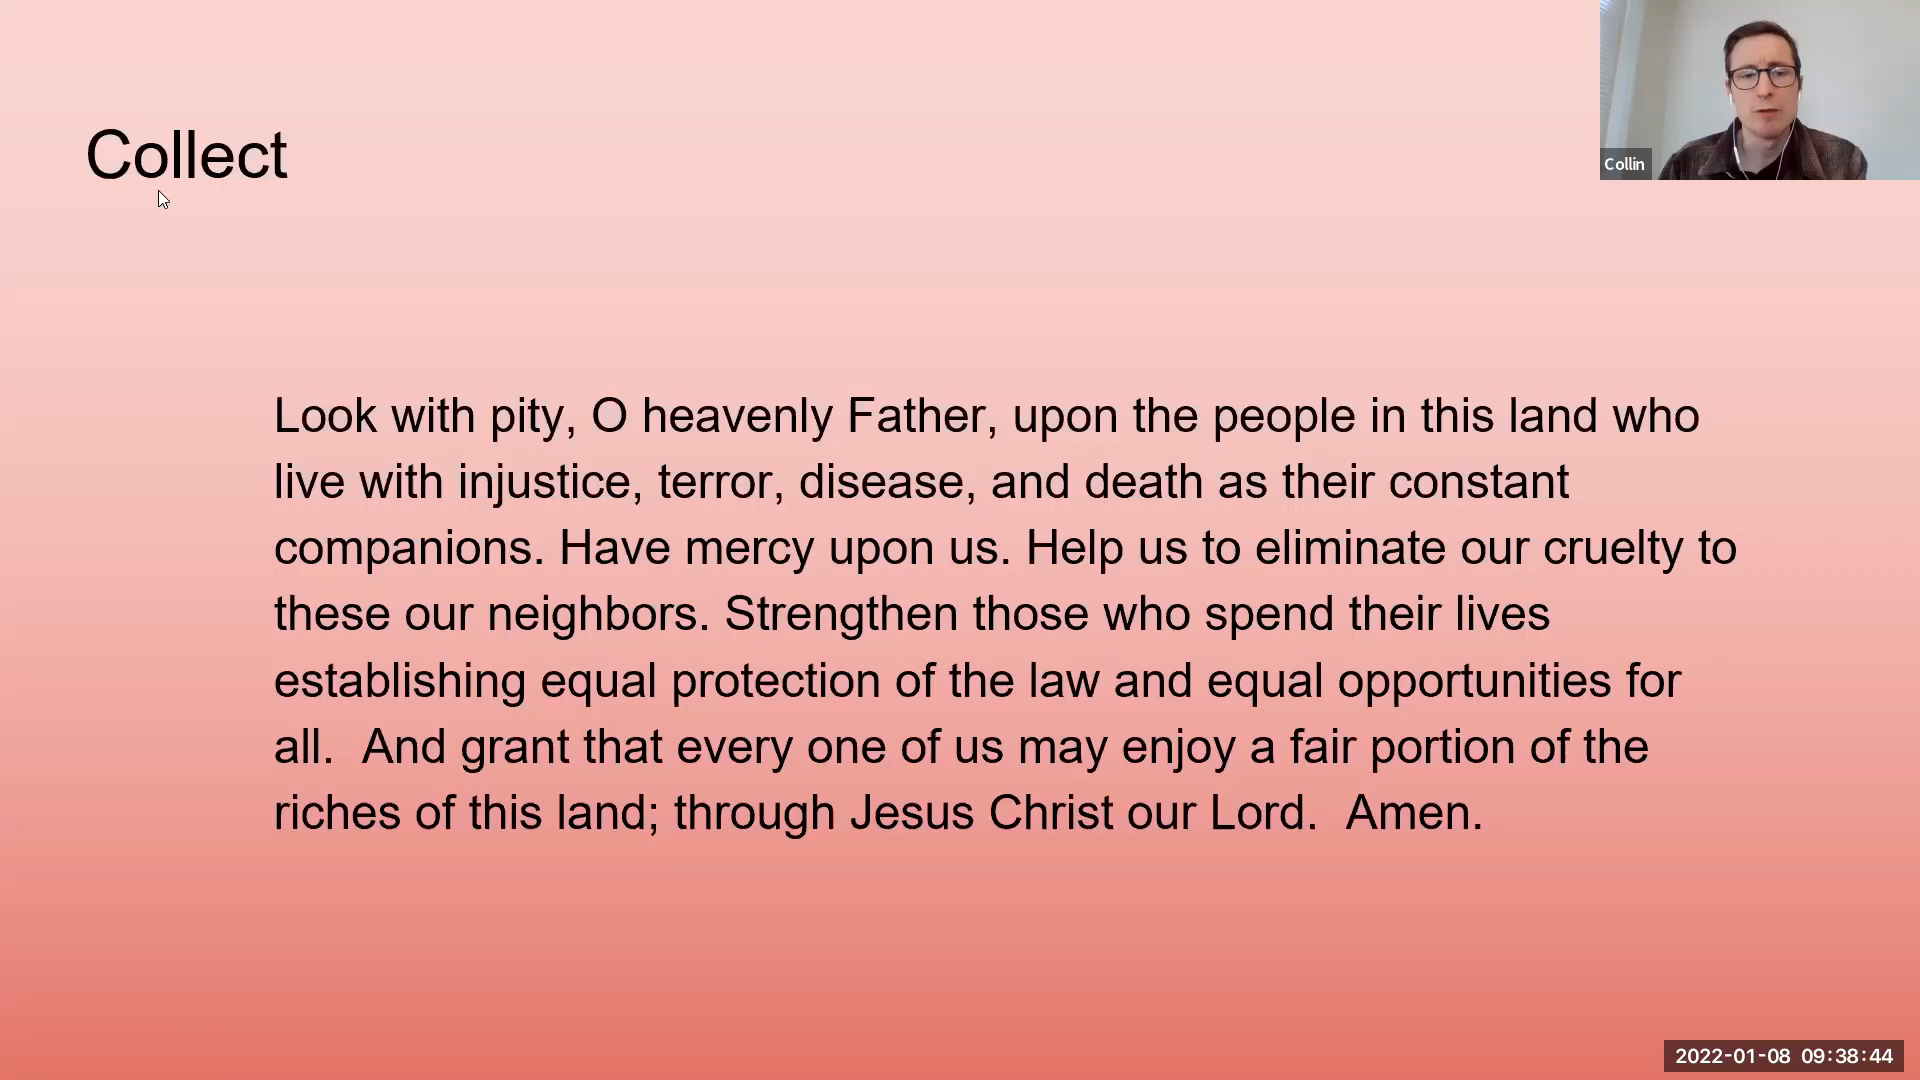 Collect
Collin
Look with pity, O heavenly Father, upon the people in this land who
live with injustice, terror, disease, and death as their constant
companions. Have mercy upon us. Help us to eliminate our cruelty to
these our neighbors. Strengthen those who spend their lives
establishing equal protection of the law and equal opportunities for
all.  And grant that every one of us may enjoy a fair portion of the
riches of this land; through Jesus Christ our Lord.  Amen.
2022-01-08 09:38:44